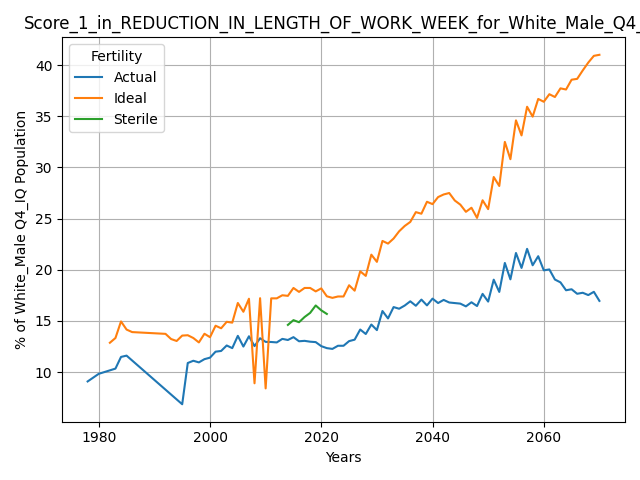 Score_1_in_REDUCTION_IN_LENGTH_OF_WORK_WEEK_for_White_Male_Q4_
Fertility
Actual
Ideal
Sterile
% of White_Male Q4_IQ Population
40
35
30
25
20
15
10
1980 2000 2020 2040 2060
Years